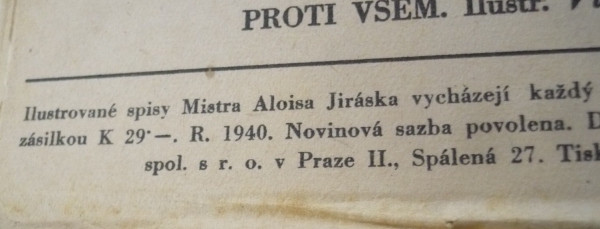 PROTI VŠEM. Ilustr.
Ilustrované spisy Mistra Aloisa Jiráska vycházejí každý
zásilkou K 29·—. R. 1940. Novinová sazba povolena.
spol. s r. o. v Praze II., Spálená 27.